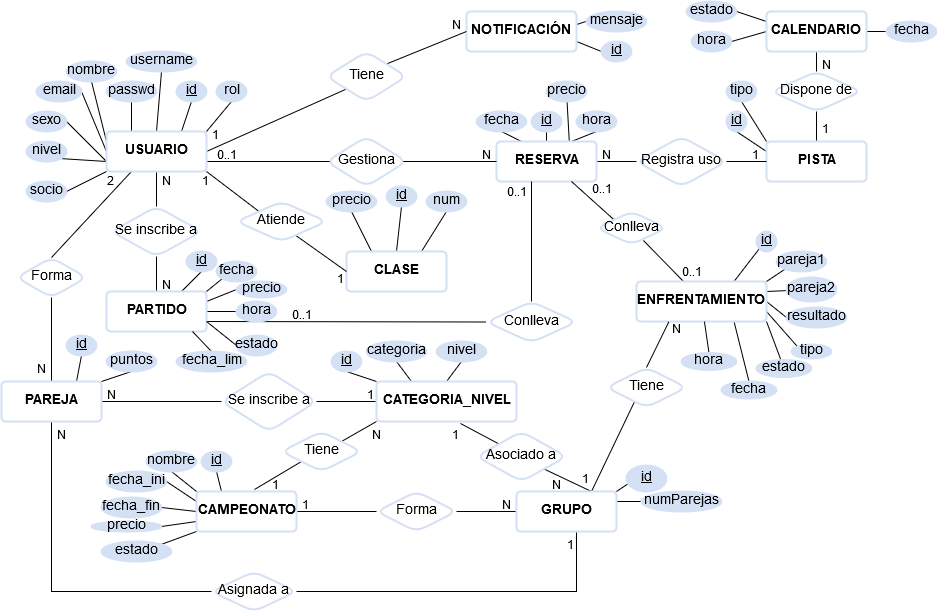 estado
CALENDARIO
fecha
hora
N
NOTIFICACIÓN
mensaje
id
N
Dispone de
1
username
nombre
email
passwd
id
rol
Tiene
sexo
nivel
socio
USUARIO
1
0..1
2
N
1
Gestiona
N
precio
fecha
id
hora
RESERVA
N
0..1
0..1
Registra uso
1
tipo
id
PISTA
Se inscribe a
Atiende
precio
id
num
CLASE
1
Conlleva
0..1
Forma
N
N
PARTIDO
id
fecha
precio
hora
estado
fecha_lim
0..1
Conlleva
ENFRENTAMIENTO
id
pareja1
pareja2
resultado
tipo
estado
fecha
hora
N
id
puntos
PAREJA
N
N
Se inscribe a
1
id
categoria
nivel
CATEGORIA_NIVEL
N
1
Tiene
Tiene
Asociado a
1
N
1
nombre
id
fecha_ini
fecha_fin
precio
estado
CAMPEONATO
1
Forma
N
GRUPO
id
numParejas
1
Asignada a